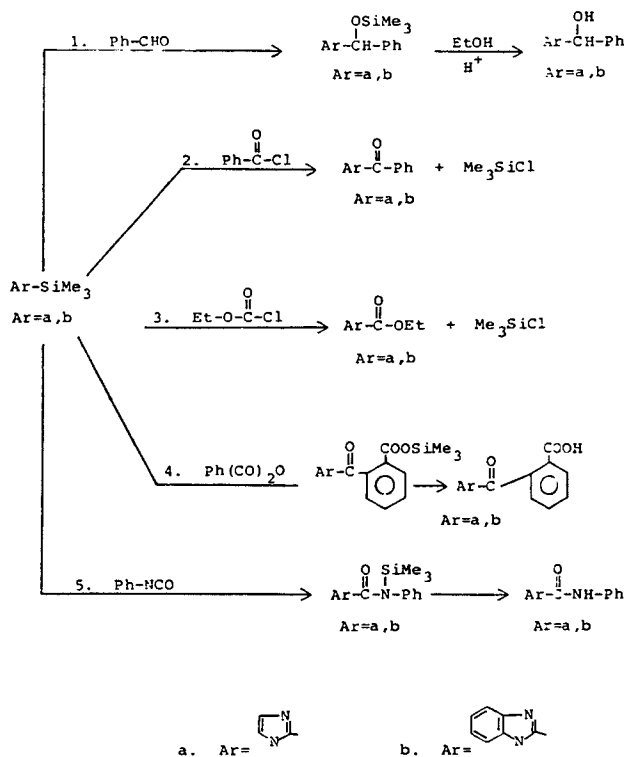 OSiMe3
1. Ph-CHO Ar-CH-Ph EtOH H+ OH Ar-CH-Ph
Ar=a,b Ar=a,b
O
2. Ph-C-Cl O Ar-C-Ph + Me3SiCl
Ar=a,b
Ar-SiMe3
Ar=a,b
O
3. Et-O-C-Cl O Ar-C-OEt + Me3SiCl
Ar=a,b
4. Ph(CO)2O O Ar-C COOSiMe3 O Ar-C COOH
Ar=a,b
5. Ph-NCO O SiMe3 Ar-C-N-Ph O Ar-C-NH-Ph
Ar=a,b Ar=a,b
a. Ar= N N b. Ar= N N